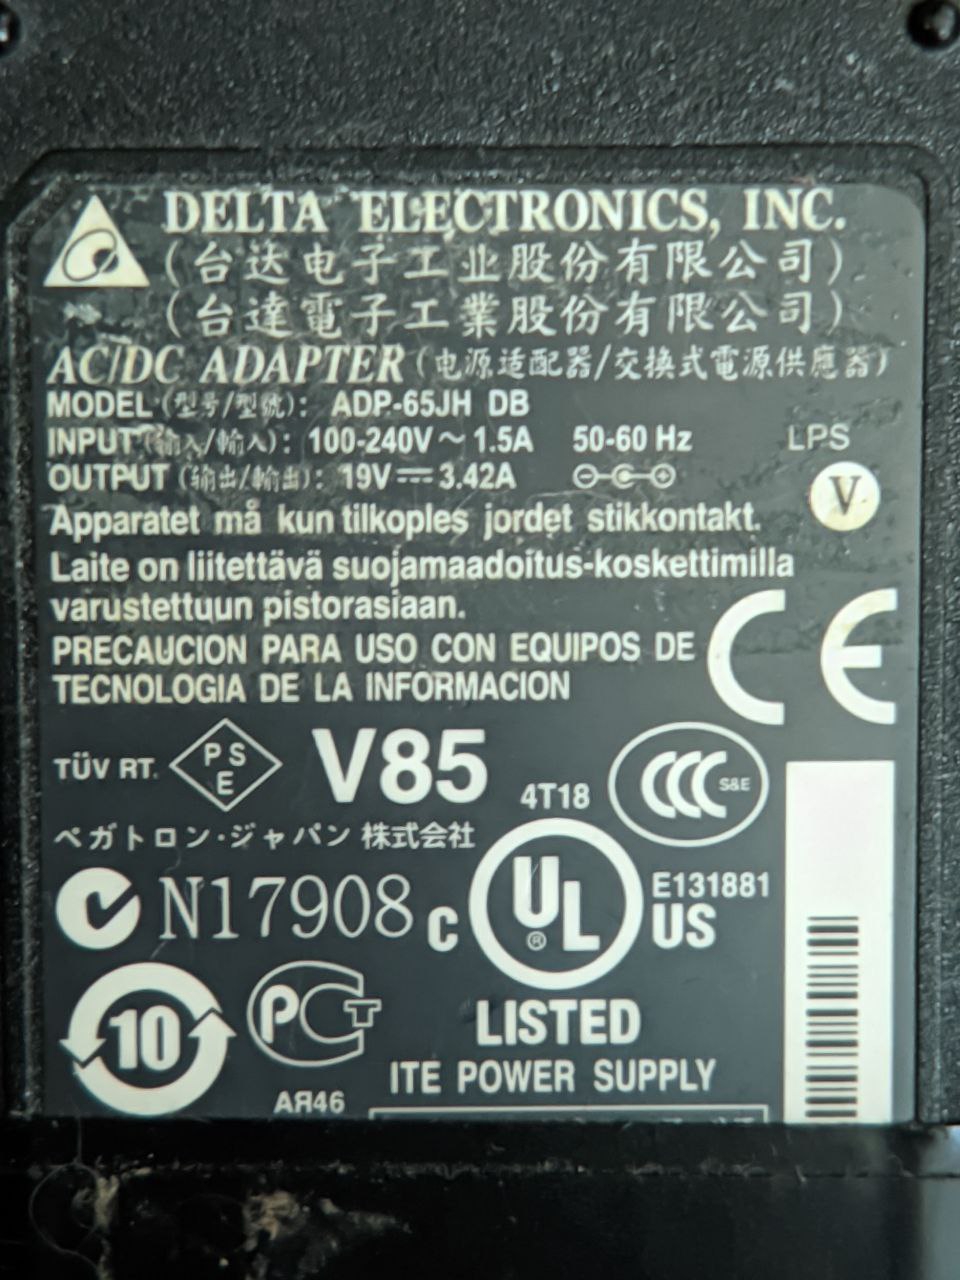 DELTA ELECTRONICS, INC.
(台达电子工业股份有限公司)
(台達電子工業股份有限公司)
AC/DC ADAPTER (电源适配器/交換式電源供應器)
MODEL (型号/型號): ADP-65JH DB
INPUT (输入/輸入): 100-240V ~ 1.5A 50-60 Hz LPS
OUTPUT (输出/輸出): 19V ⎓ 3.42A
V
Apparatet må kun tilkoples jordet stikkontakt.
Laite on liitettävä suojamaadoitus-koskettimilla
varustettuun pistorasiaan.
PRECAUCION PARA USO CON EQUIPOS DE
TECNOLOGIA DE LA INFORMACION
CE
TÜV RT. PSE V85 4T18 CCC S&E
ペガトロン・ジャパン 株式会社
N17908 C UL ® US E131881
10 PCT LISTED
ITE POWER SUPPLY
АЯ46